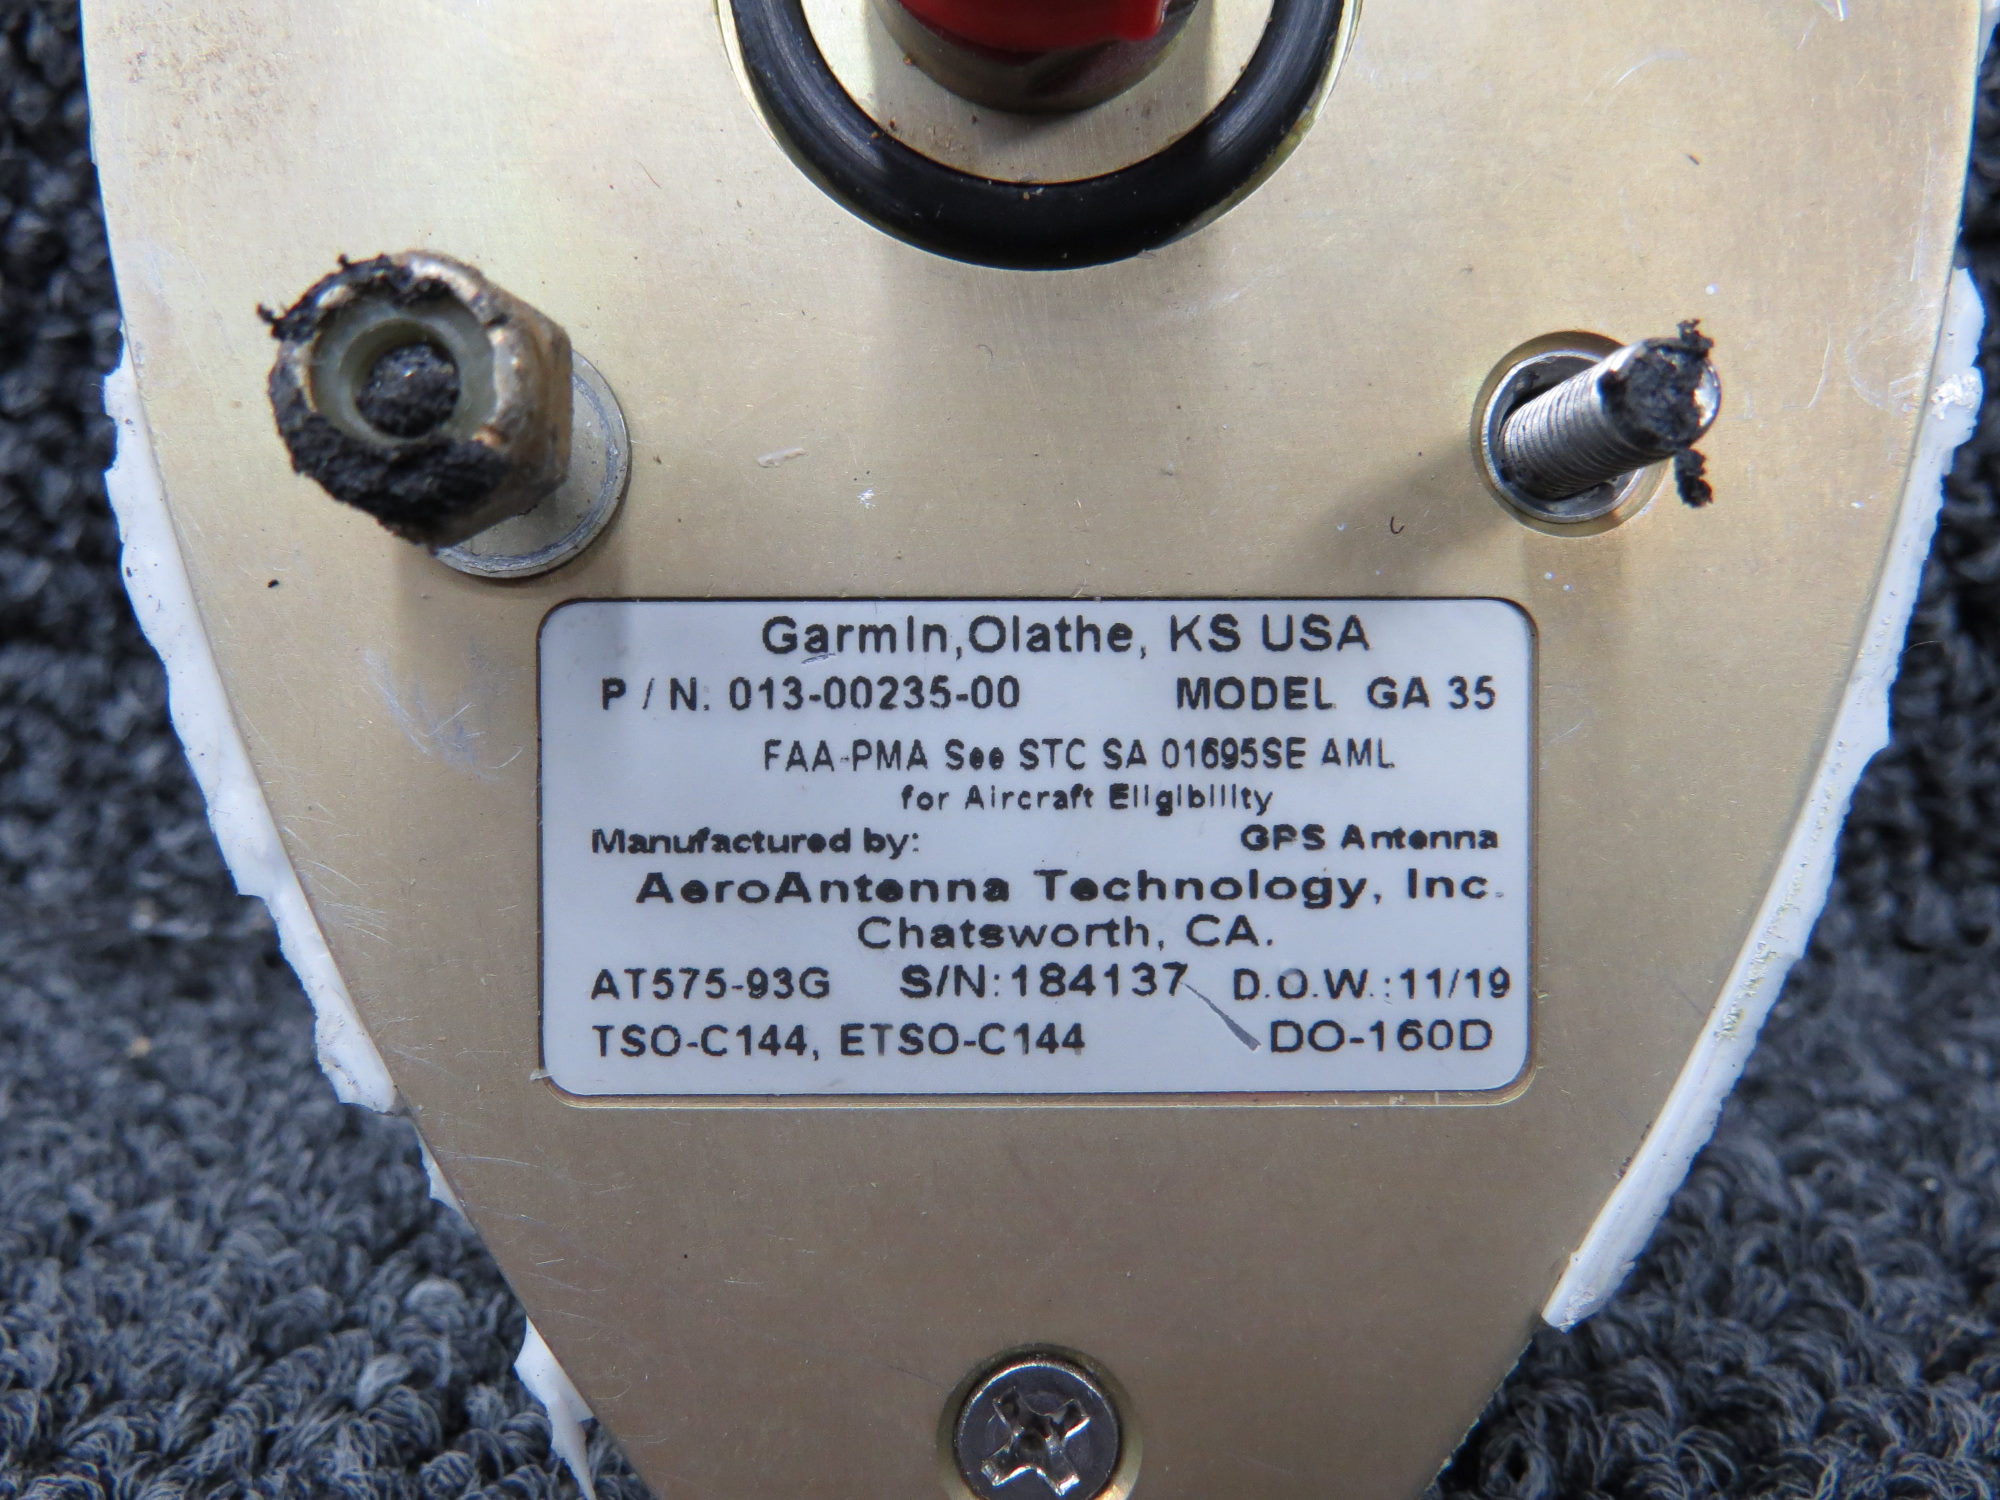 Garmin, Olathe, KS USA
P / N. 013-00235-00 MODEL GA 35
FAA-PMA See STC SA 01695SE AML
for Aircraft Eligibility
Manufactured by: GPS Antenna
AeroAntenna Technology, Inc.
Chatsworth, CA.
AT575-93G S/N: 184137 D.O.W.: 11/19
TSO-C144, ETSO-C144 DO-160D